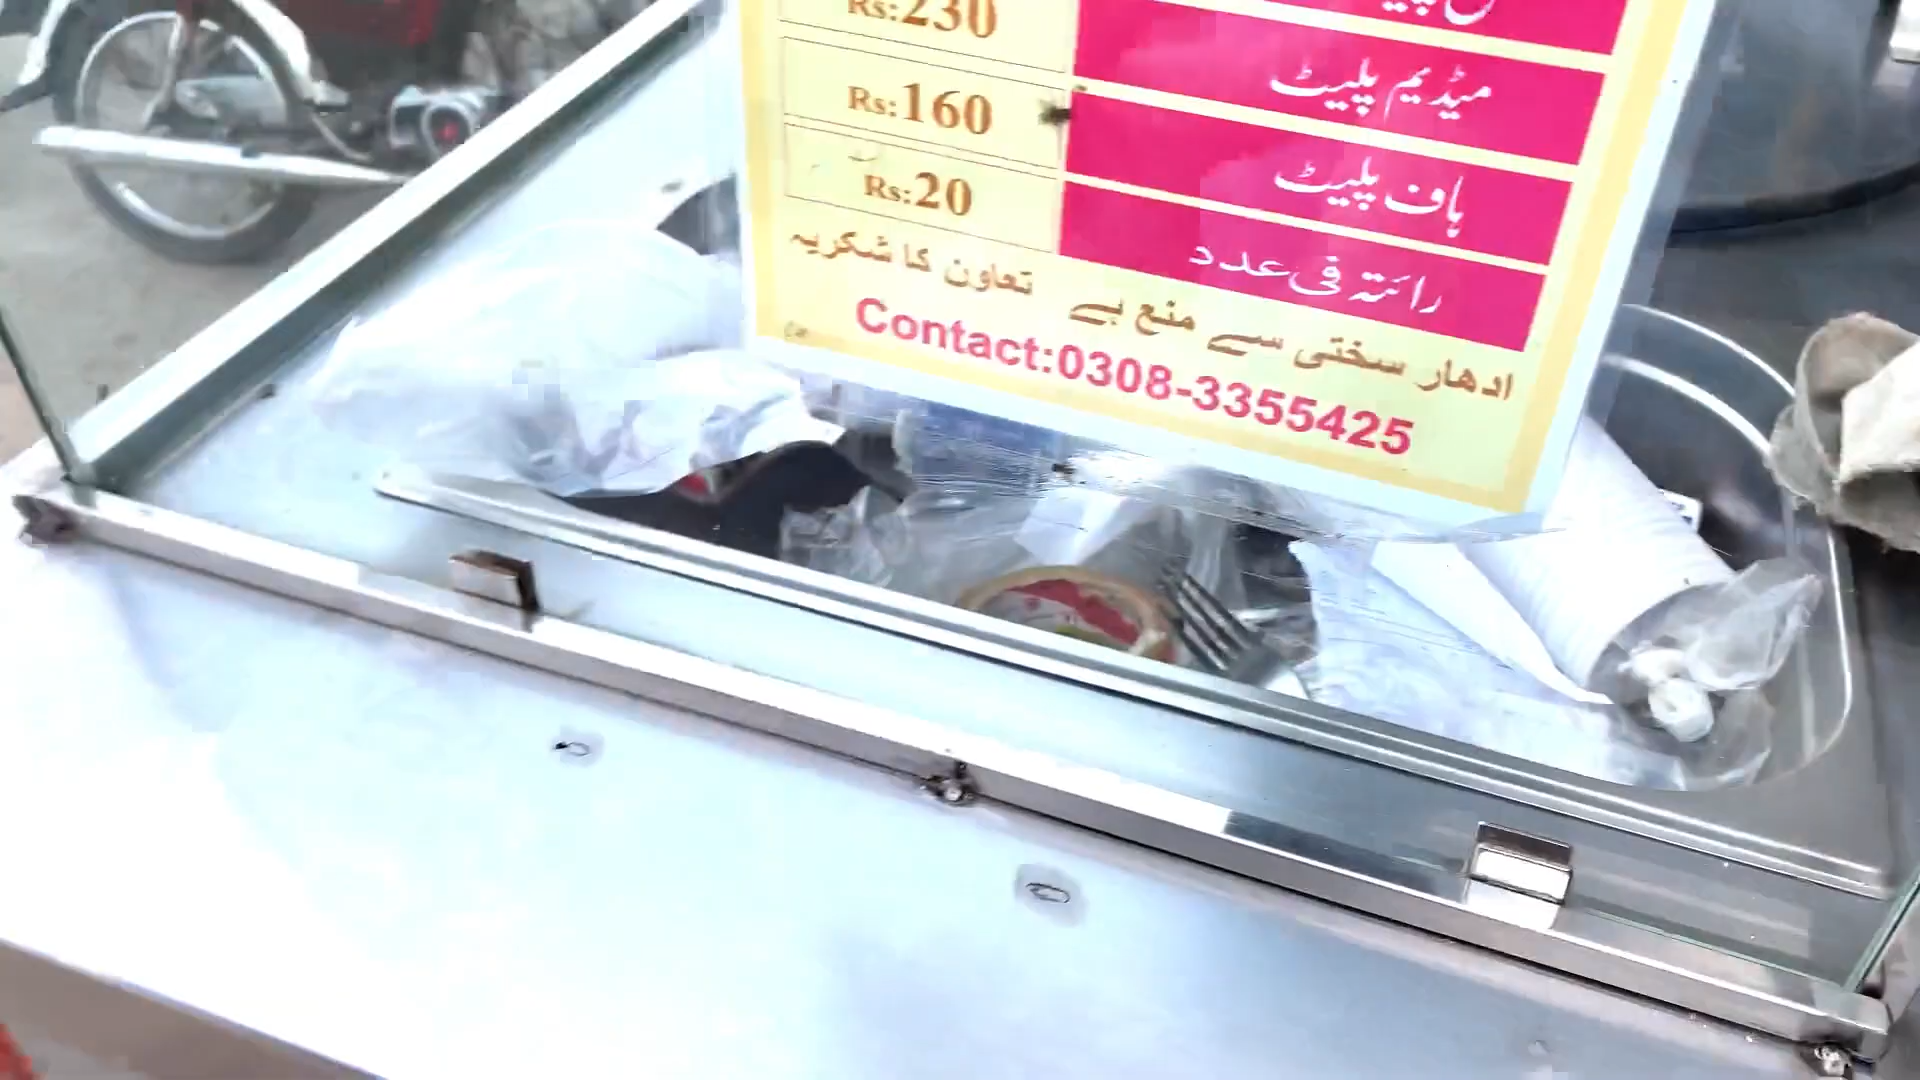 میڈیم پلیٹ Rs:230
ہاف پلیٹ Rs:160
رائتہ فی عدد Rs:20
ادھار سختی سے منع ہے تعاون کا شکریہ
Contact:0308-3355425